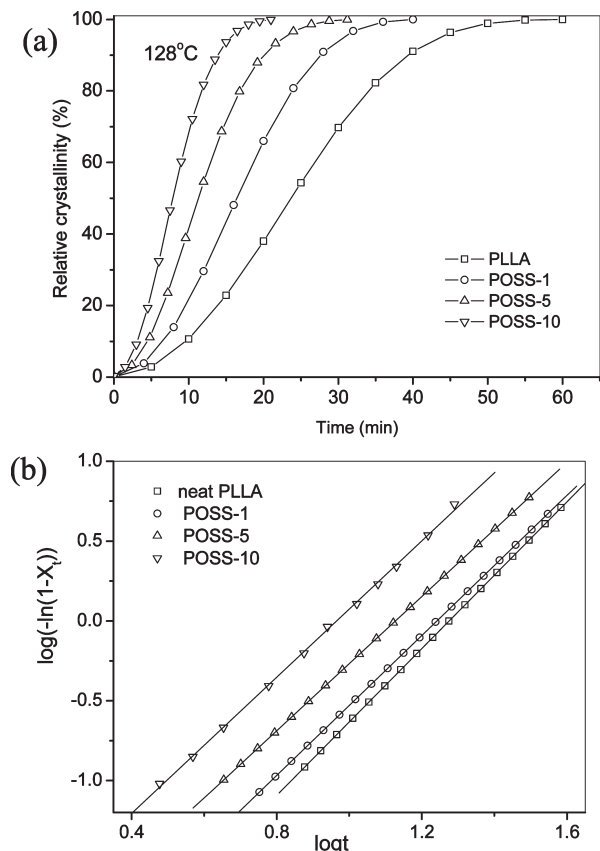 (a)
128°C
Relative crystallinity (%)
100
80
60
40
20
0
PLLA
POSS-1
POSS-5
POSS-10
0 10 20 30 40 50 60
Time (min)
(b)
log(-ln(1-Xt))
1.0
0.5
0.0
-0.5
-1.0
neat PLLA
POSS-1
POSS-5
POSS-10
0.4 0.8 1.2 1.6
logt